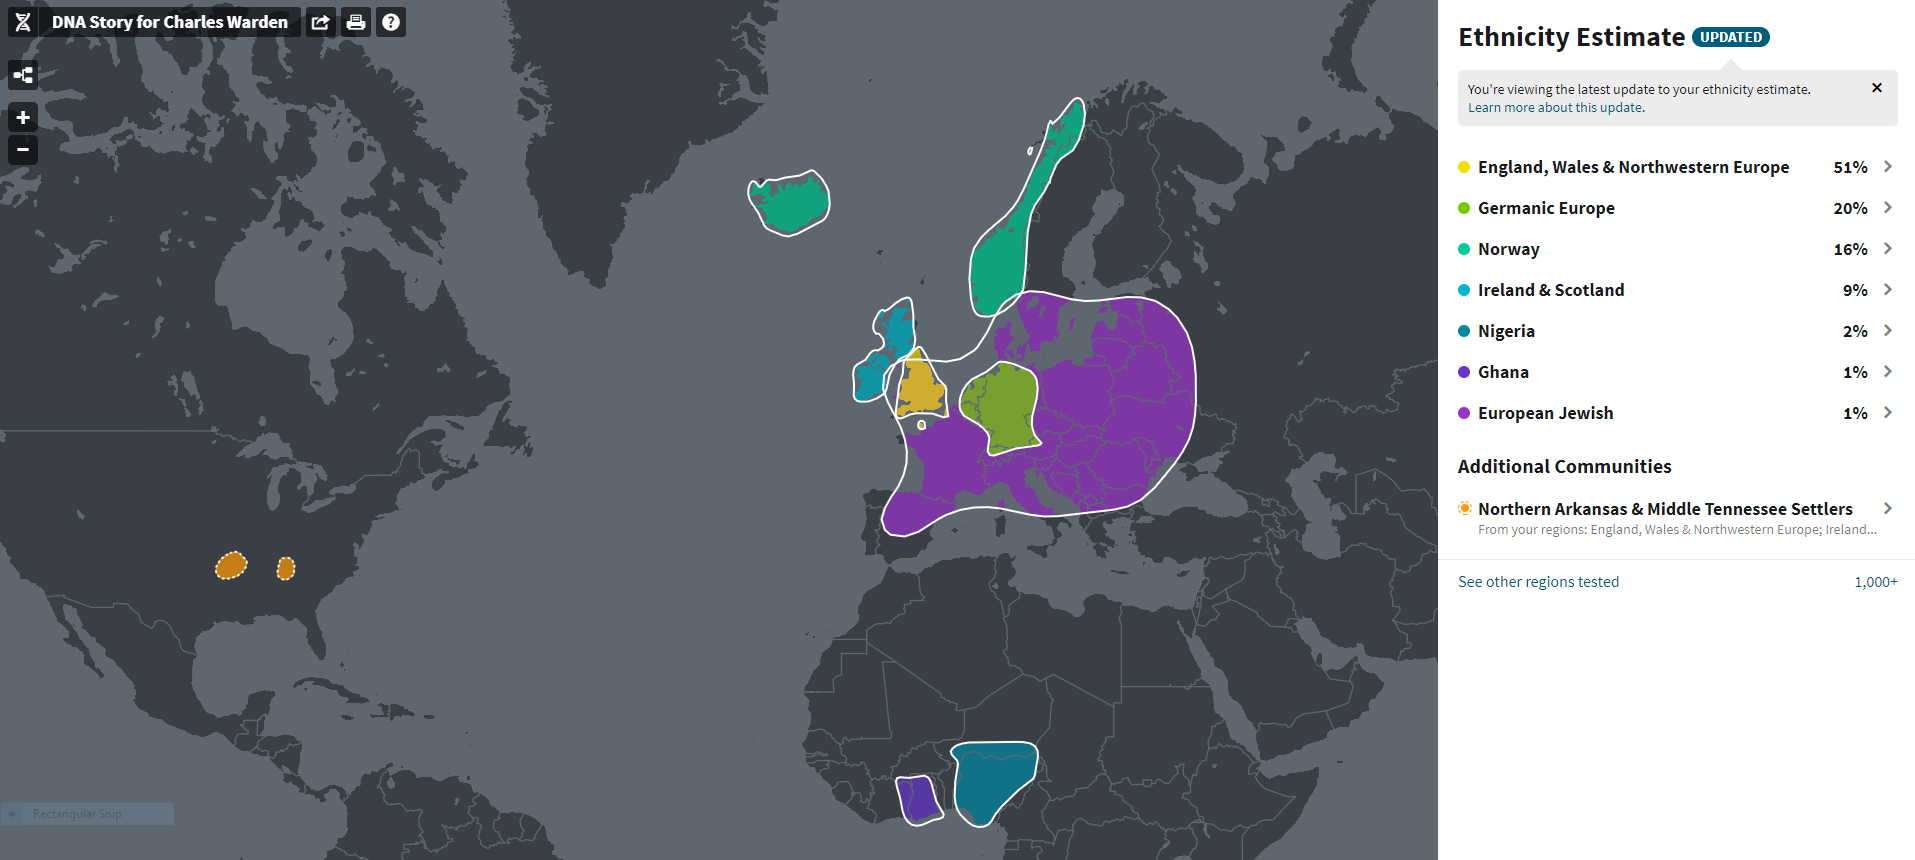 DNA Story for Charles Warden
Ethnicity Estimate UPDATED
You're viewing the latest update to your ethnicity estimate.
Learn more about this update.
England, Wales & Northwestern Europe 51%
Germanic Europe 20%
Norway 16%
Ireland & Scotland 9%
Nigeria 2%
Ghana 1%
European Jewish 1%
Additional Communities
Northern Arkansas & Middle Tennessee Settlers
From your regions: England, Wales & Northwestern Europe; Ireland...
See other regions tested 1,000+
Rectangular Snip